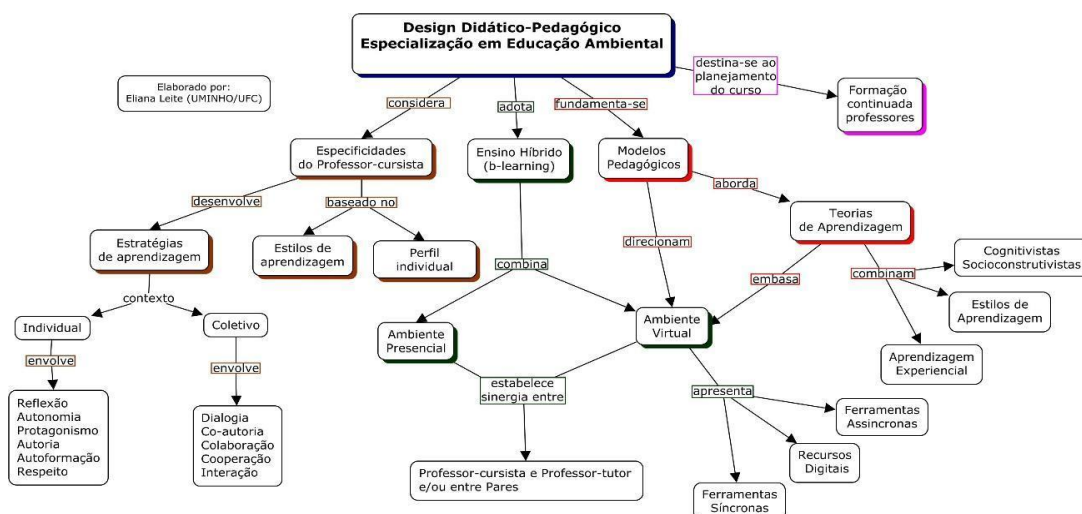 Design Didático-Pedagógico
Especialização em Educação Ambiental
Elaborado por:
Eliana Leite (UMINHO/UFC)
destina-se ao
planejamento
do curso
Formação
continuada
professores
considera
adota
fundamenta-se
Especificidades
do Professor-cursista
Ensino Híbrido
(b-learning)
Modelos
Pedagógicos
desenvolve
baseado no
aborda
Estratégias
de aprendizagem
Estilos de
aprendizagem
Perfil
individual
direcionam
Teorias
de Aprendizagem
combina
embasa
combinam
Cognitivistas
Socioconstrutivistas
Estilos de
Aprendizagem
Aprendizagem
Experiencial
contexto
Individual
Coletivo
Ambiente
Presencial
Ambiente
Virtual
envolve
envolve
estabelece
sinergia entre
apresenta
Reflexão
Autonomia
Protagonismo
Autoria
Autoformação
Respeito
Dialogia
Co-autoria
Colaboração
Cooperação
Interação
Professor-cursista e Professor-tutor
e/ou entre Pares
Ferramentas
Assincronas
Recursos
Digitais
Ferramentas
Síncronas